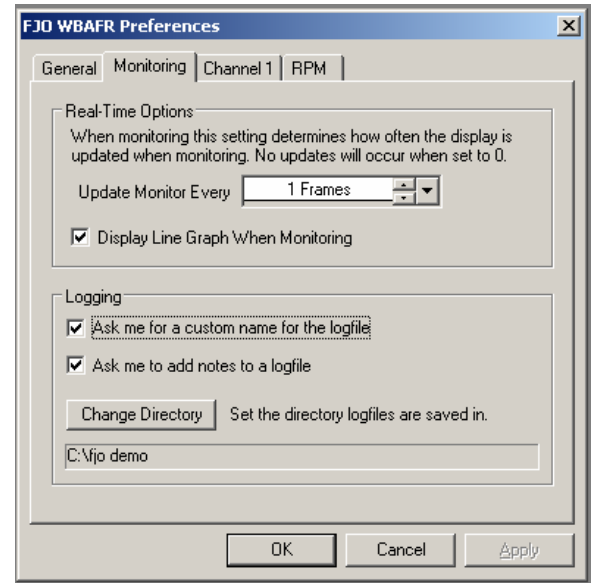 FJO WBAFR Preferences
General Monitoring Channel 1 RPM
Real-Time Options
When monitoring this setting determines how often the display is
updated when monitoring. No updates will occur when set to 0.
Update Monitor Every 1 Frames
Display Line Graph When Monitoring
Logging
Ask me for a custom name for the logfile
Ask me to add notes to a logfile
Change Directory Set the directory logfiles are saved in.
C:\fjo demo
OK Cancel Apply